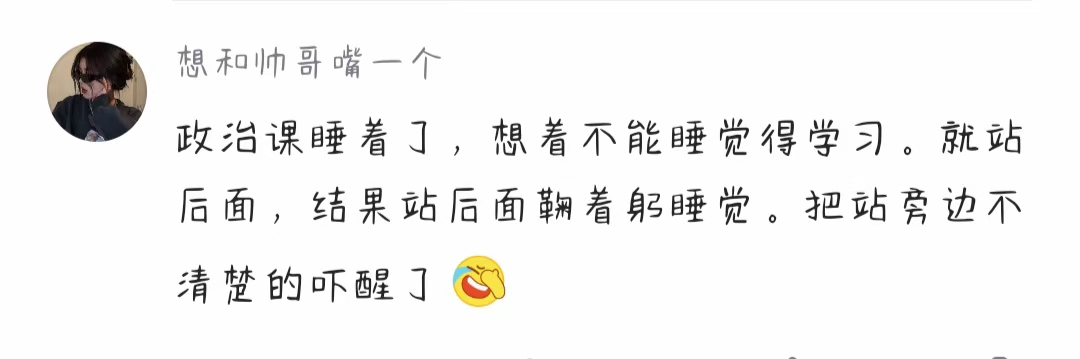 想和帅哥嘴一个
政治课睡着了，想着不能睡觉得学习。就站
后面，结果站后面鞠着躬睡觉。把站旁边不
清楚的吓醒了